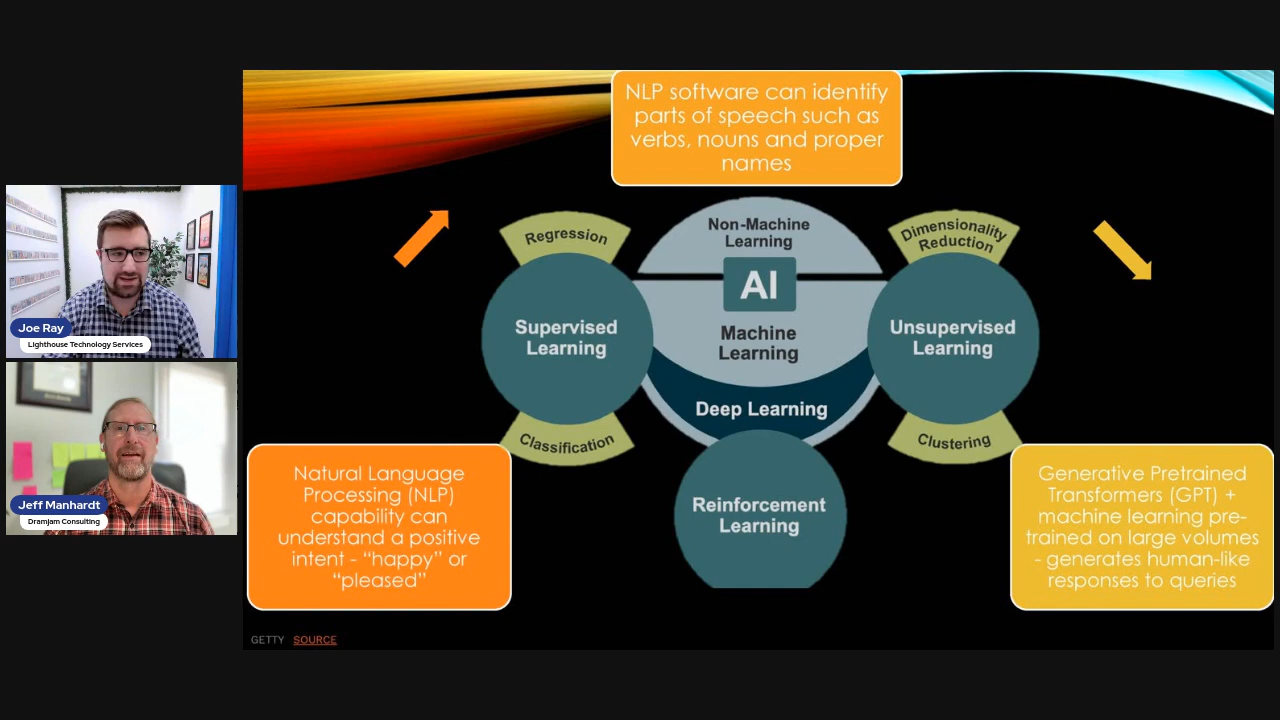 NLP software can identify
parts of speech such as
verbs, nouns and proper
names
Regression
Non-Machine
Learning
Dimensionality
Reduction
AI
Supervised
Learning
Machine
Learning
Unsupervised
Learning
Deep Learning
Classification
Clustering
Reinforcement
Learning
Natural Language
Processing (NLP)
capability can
understand a positive
intent - “happy” or
“pleased”
Generative Pretrained
Transformers (GPT) +
machine learning pre-
trained on large volumes
- generates human-like
responses to queries
GETTY SOURCE
Joe Ray
Lighthouse Technology Services
Jeff Manhardt
Dramjam Consulting